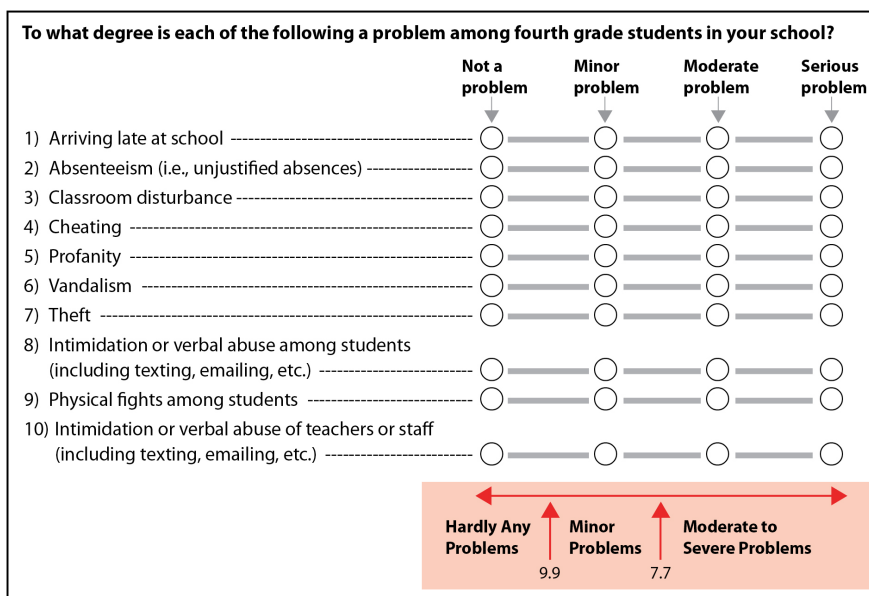 To what degree is each of the following a problem among fourth grade students in your school?
Not a Minor Moderate Serious
problem problem problem problem
1) Arriving late at school
2) Absenteeism (i.e., unjustified absences)
3) Classroom disturbance
4) Cheating
5) Profanity
6) Vandalism
7) Theft
8) Intimidation or verbal abuse among students
(including texting, emailing, etc.)
9) Physical fights among students
10) Intimidation or verbal abuse of teachers or staff
(including texting, emailing, etc.)
Hardly Any Minor Moderate to
Problems Problems Severe Problems
9.9 7.7